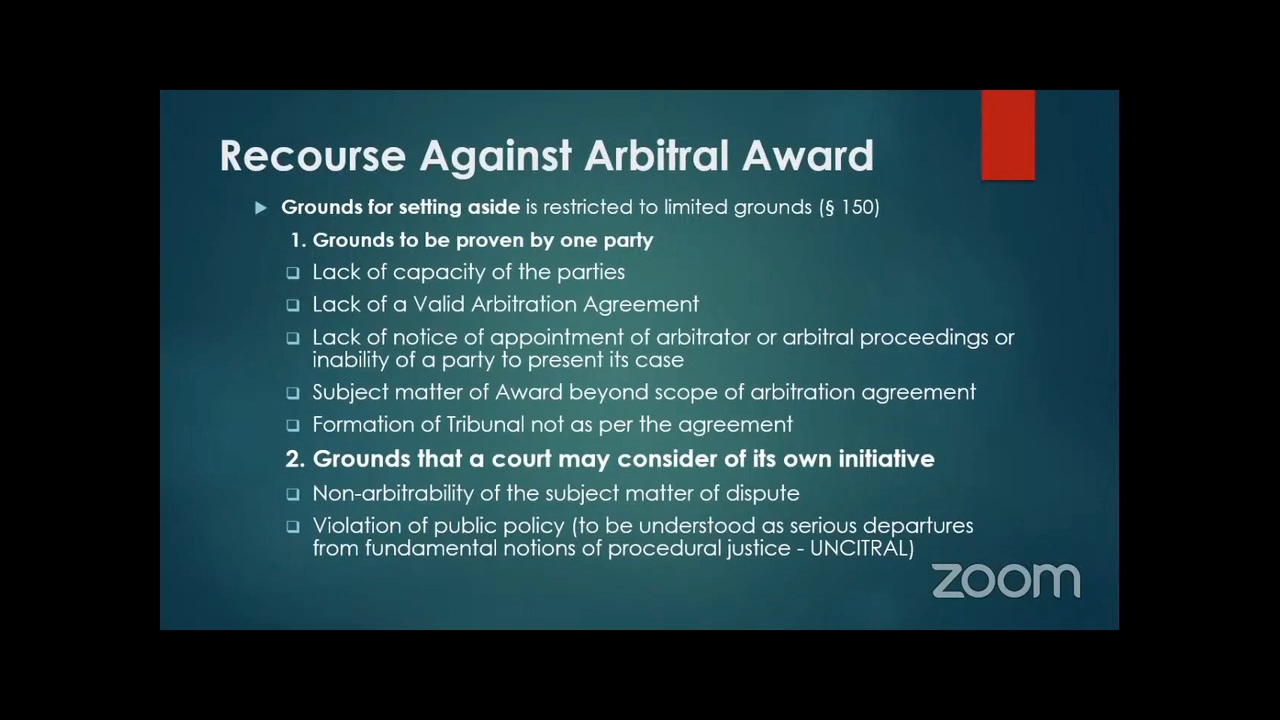 Recourse Against Arbitral Award
Grounds for setting aside is restricted to limited grounds (§ 150)
1. Grounds to be proven by one party
Lack of capacity of the parties
Lack of a Valid Arbitration Agreement
Lack of notice of appointment of arbitrator or arbitral proceedings or
inability of a party to present its case
Subject matter of Award beyond scope of arbitration agreement
Formation of Tribunal not as per the agreement
2. Grounds that a court may consider of its own initiative
Non-arbitrability of the subject matter of dispute
Violation of public policy (to be understood as serious departures
from fundamental notions of procedural justice - UNCITRAL)
zoom